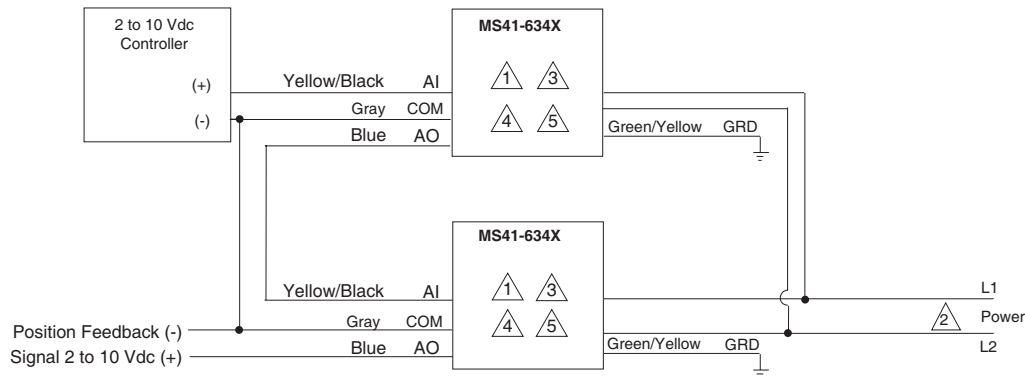 2 to 10 Vdc
Controller
(+)
(-)
Yellow/Black AI
Gray COM
Blue AO
MS41-634X
1 3
4 5
Green/Yellow GRD
MS41-634X
1 3
4 5
Yellow/Black AI
Gray COM
Blue AO
Position Feedback (-)
Signal 2 to 10 Vdc (+)
Green/Yellow GRD
L1
2 Power
L2